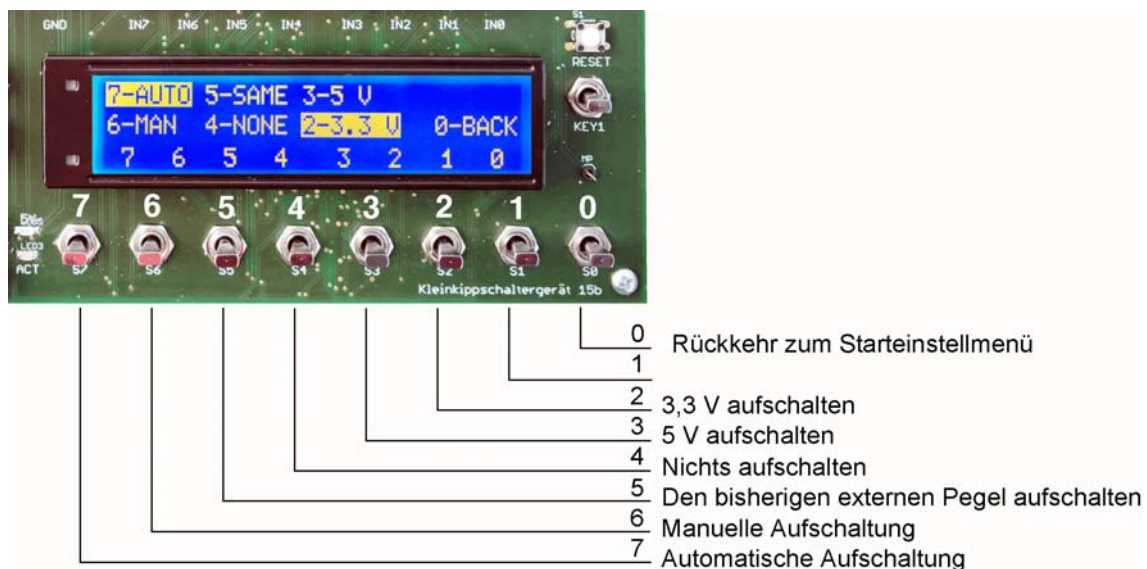 GND IN7 IN6 IN5 IN4 IN3 IN2 IN1 IN0
S1
RESET
7-AUTO 5-SAME 3-5 V
6-MAN 4-NONE 2-3.3 V 0-BACK
7 6 5 4 3 2 1 0
KEY1
MP
7 6 5 4 3 2 1 0
LED3
ACT
S7 S6 S5 S4 S3 S2 S1 S0
Kleinkippschaltergerät 15b
0 Rückkehr zum Starteinstellmenü
1
2 3,3 V aufschalten
3 5 V aufschalten
4 Nichts aufschalten
5 Den bisherigen externen Pegel aufschalten
6 Manuelle Aufschaltung
7 Automatische Aufschaltung